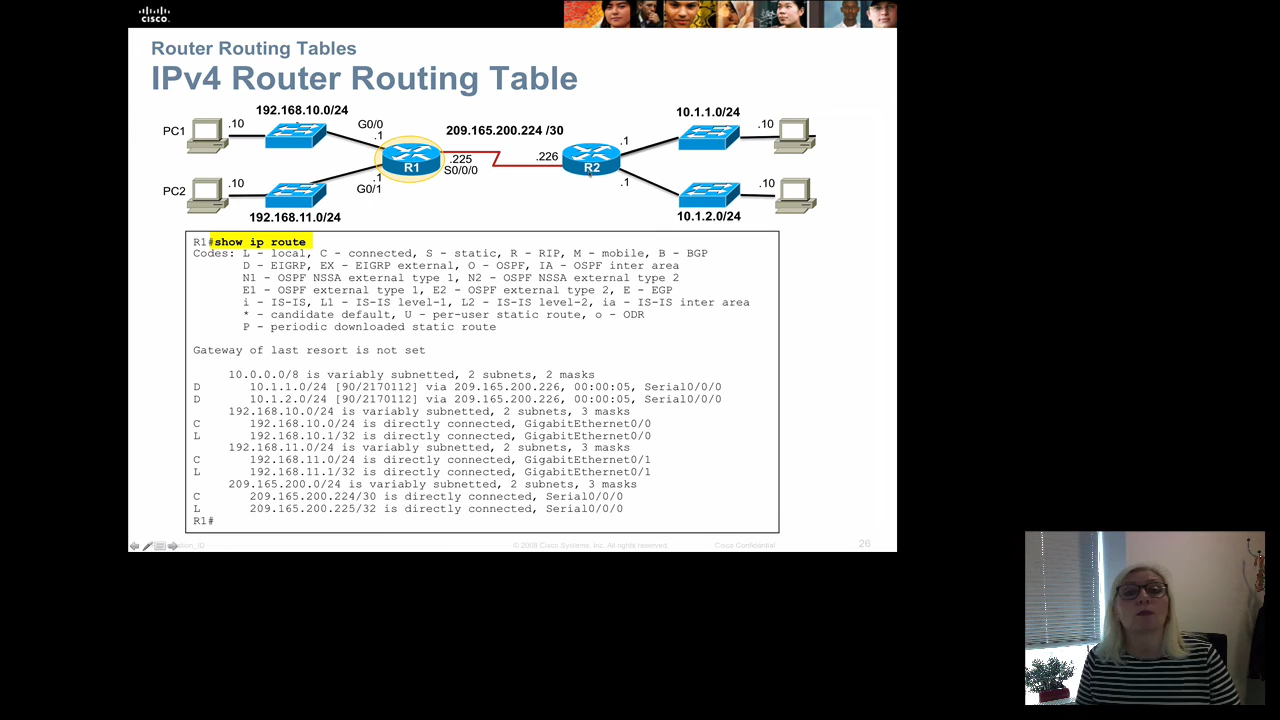 CISCO
Router Routing Tables
IPv4 Router Routing Table
192.168.10.0/24
10.1.1.0/24
PC1
.10
G0/0
.1
209.165.200.224 /30
.1
.10
R1
.225
S0/0/0
.226
R2
PC2
.10
.1
G0/1
.1
.10
192.168.11.0/24
10.1.2.0/24
R1#show ip route
Codes: L - local, C - connected, S - static, R - RIP, M - mobile, B - BGP
D - EIGRP, EX - EIGRP external, O - OSPF, IA - OSPF inter area
N1 - OSPF NSSA external type 1, N2 - OSPF NSSA external type 2
E1 - OSPF external type 1, E2 - OSPF external type 2, E - EGP
i - IS-IS, L1 - IS-IS level-1, L2 - IS-IS level-2, ia - IS-IS inter area
* - candidate default, U - per-user static route, o - ODR
P - periodic downloaded static route
Gateway of last resort is not set
10.0.0.0/8 is variably subnetted, 2 subnets, 2 masks
D 10.1.1.0/24 [90/2170112] via 209.165.200.226, 00:00:05, Serial0/0/0
D 10.1.2.0/24 [90/2170112] via 209.165.200.226, 00:00:05, Serial0/0/0
192.168.10.0/24 is variably subnetted, 2 subnets, 3 masks
C 192.168.10.0/24 is directly connected, GigabitEthernet0/0
L 192.168.10.1/32 is directly connected, GigabitEthernet0/0
192.168.11.0/24 is variably subnetted, 2 subnets, 3 masks
C 192.168.11.0/24 is directly connected, GigabitEthernet0/1
L 192.168.11.1/32 is directly connected, GigabitEthernet0/1
209.165.200.0/24 is variably subnetted, 2 subnets, 3 masks
C 209.165.200.224/30 is directly connected, Serial0/0/0
L 209.165.200.225/32 is directly connected, Serial0/0/0
R1#
© 2008 Cisco Systems, Inc. All rights reserved.
Cisco Confidential
26